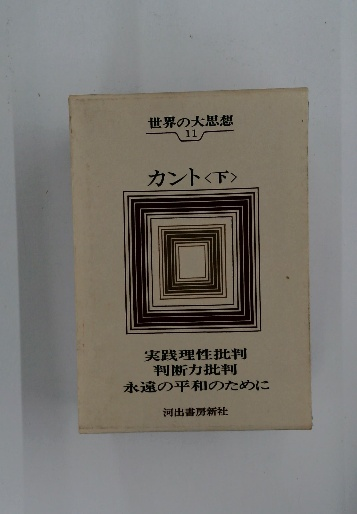 世界の大思想
11
カント〈下〉
実践理性批判
判断力批判
永遠の平和のために
河出書房新社